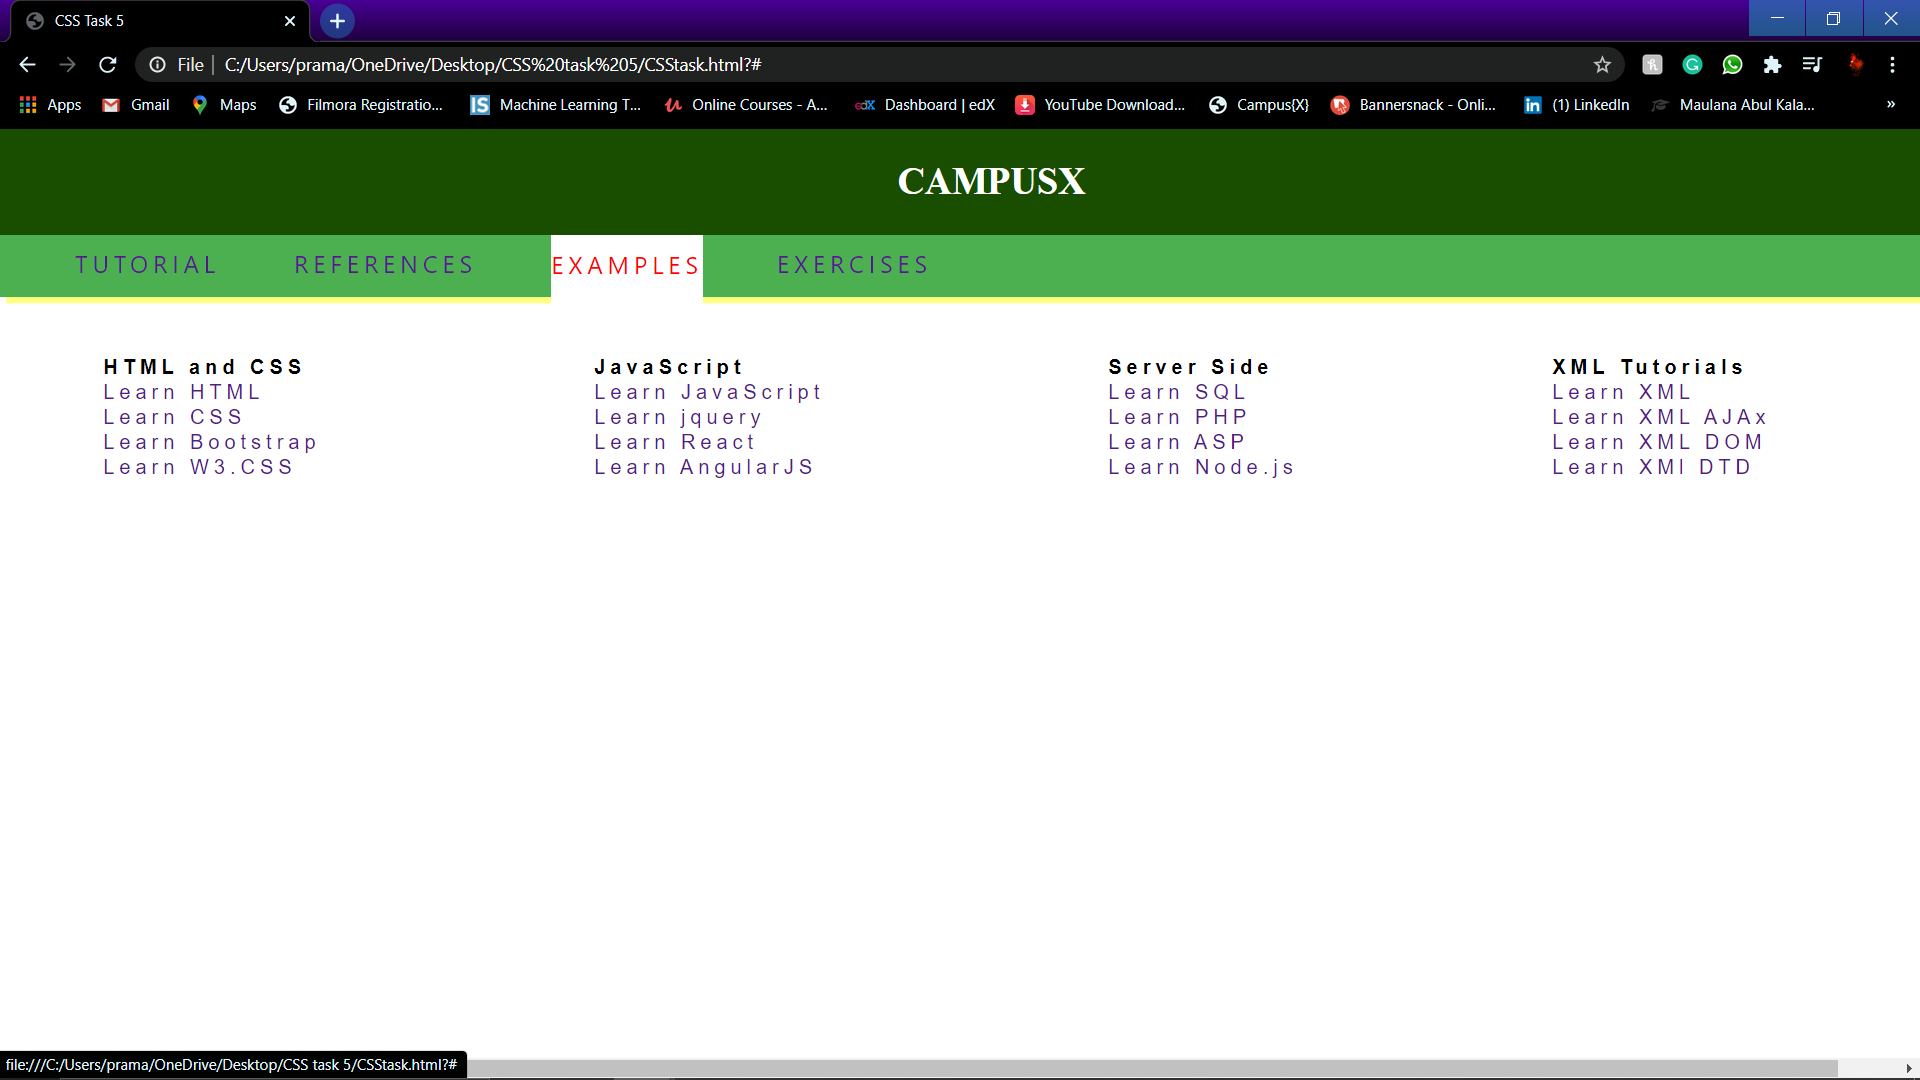 CSS Task 5
File C:/Users/prama/OneDrive/Desktop/CSS%20task%205/CSStask.html?#
Apps Gmail Maps Filmora Registratio... JS Machine Learning T... Online Courses - A... edX Dashboard | edX YouTube Download... Campus{X} Bannersnack - Onli... in (1) LinkedIn Maulana Abul Kala... »
CAMPUSX
TUTORIAL REFERENCES EXAMPLES EXERCISES
HTML and CSS
Learn HTML
Learn CSS
Learn Bootstrap
Learn W3.CSS
JavaScript
Learn JavaScript
Learn jquery
Learn React
Learn AngularJS
Server Side
Learn SQL
Learn PHP
Learn ASP
Learn Node.js
XML Tutorials
Learn XML
Learn XML AJAx
Learn XML DOM
Learn XMl DTD
file:///C:/Users/prama/OneDrive/Desktop/CSS task 5/CSStask.html?#